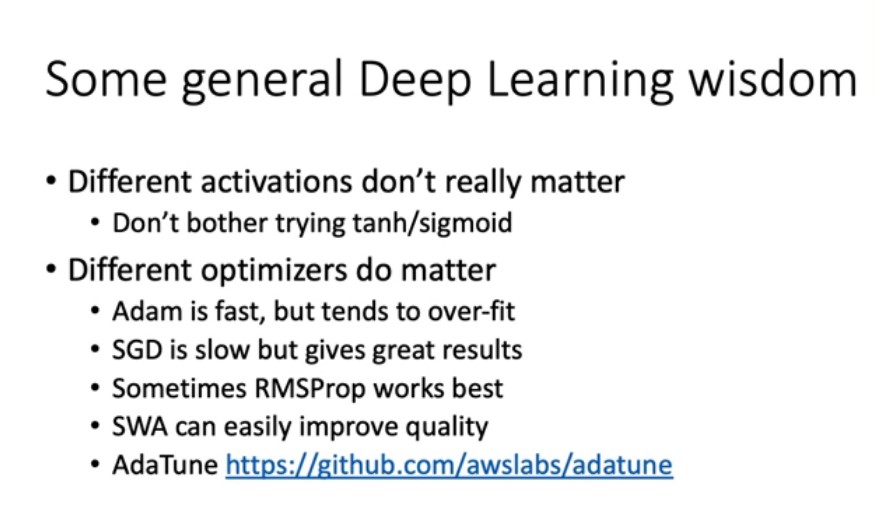 Some general Deep Learning wisdom
• Different activations don’t really matter
• Don’t bother trying tanh/sigmoid
• Different optimizers do matter
• Adam is fast, but tends to over-fit
• SGD is slow but gives great results
• Sometimes RMSProp works best
• SWA can easily improve quality
• AdaTune https://github.com/awslabs/adatune